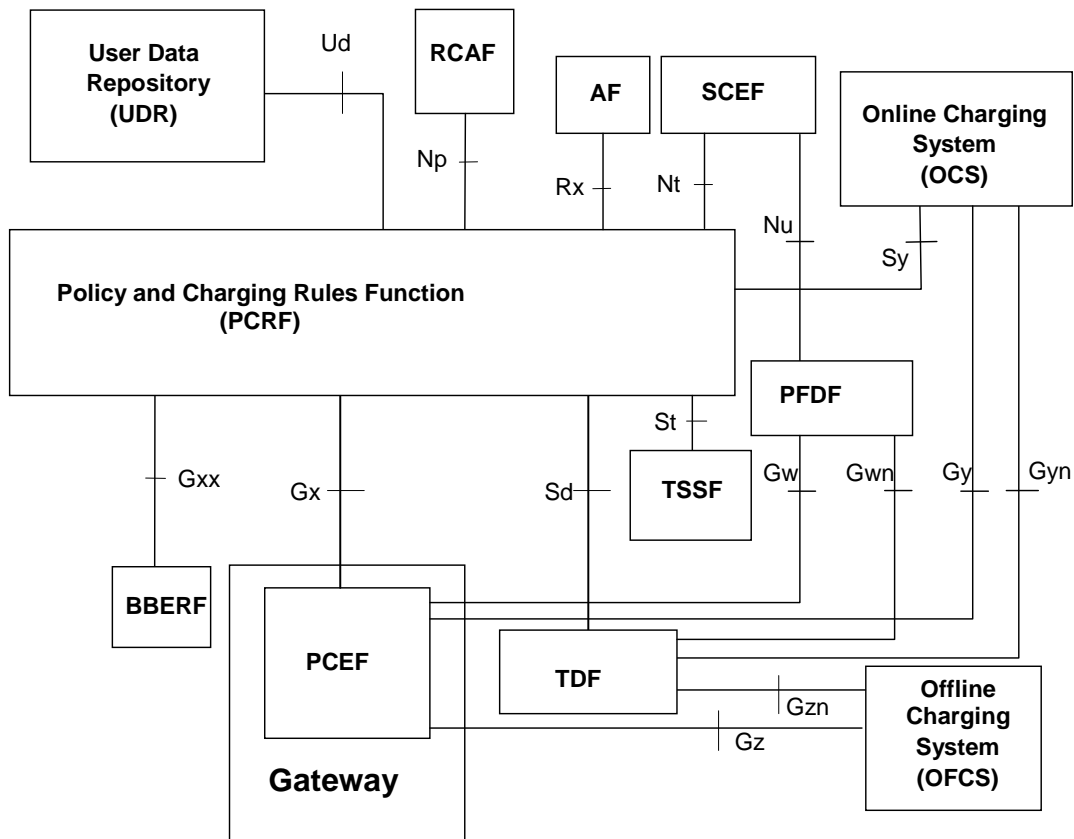 Ud
RCAF
User Data
Repository
(UDR)
AF
SCEF
Online Charging
System
(OCS)
Np
Rx
Nt
Nu
Sy
Policy and Charging Rules Function
(PCRF)
PFDF
St
Gxx
Gx
Sd
TSSF
Gw
Gwn
Gy
Gyn
BBERF
PCEF
TDF
Offline
Charging
System
(OFCS)
Gzn
Gz
Gateway